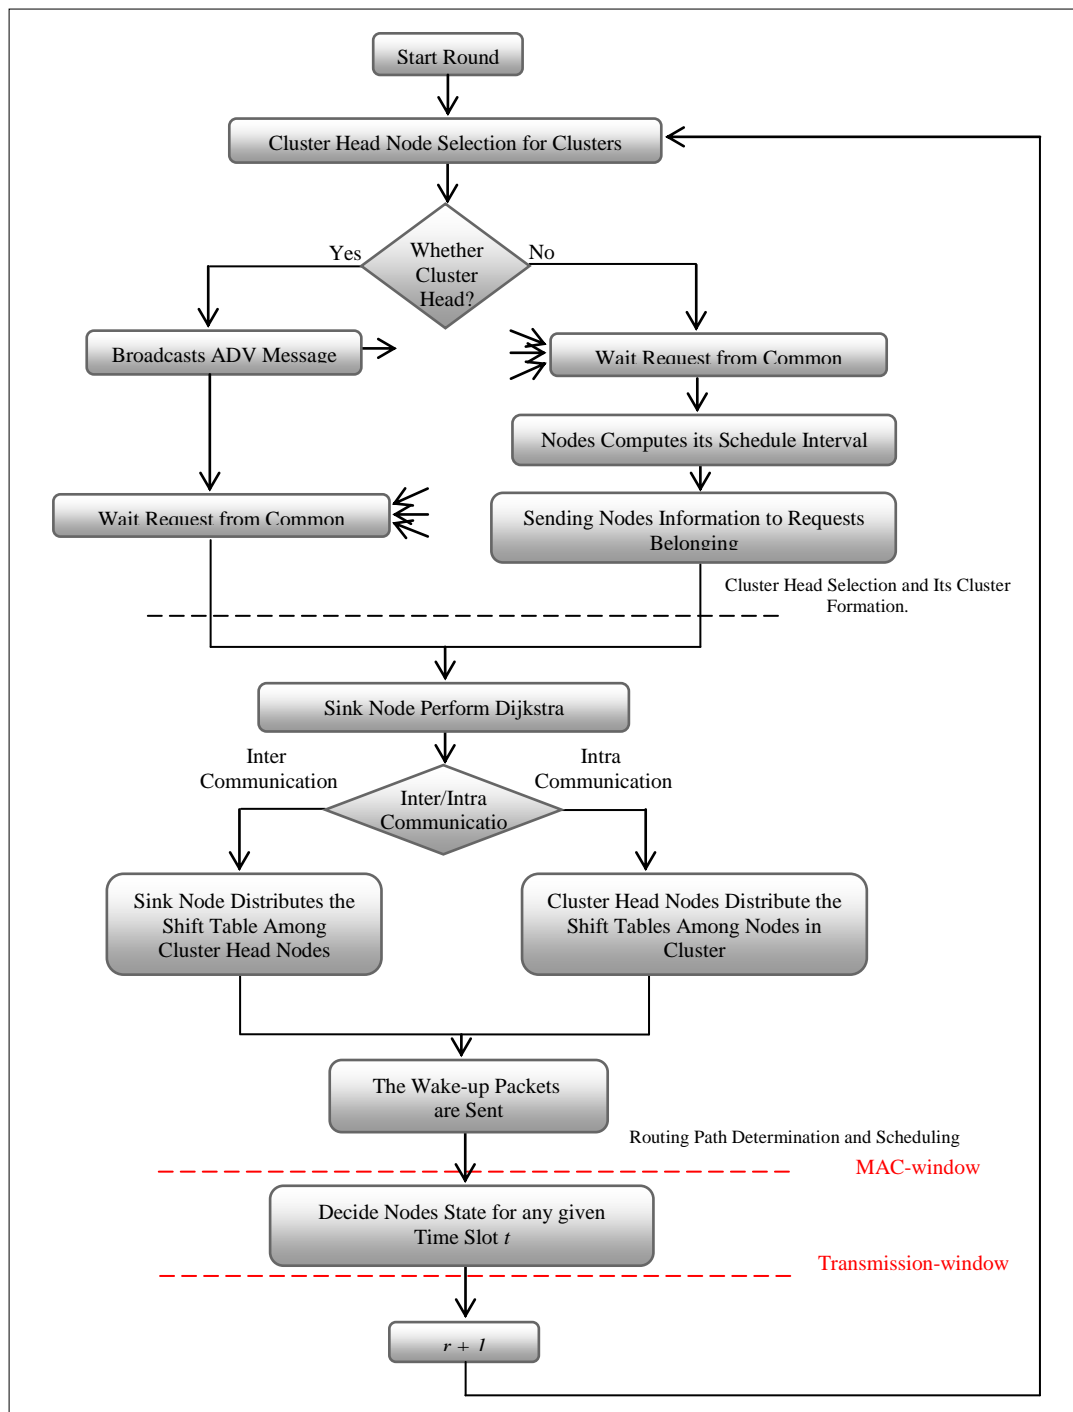 Start Round
Cluster Head Node Selection for Clusters
Yes
No
Whether
Cluster
Head?
Broadcasts ADV Message
Wait Request from Common
Nodes Computes its Schedule Interval
Wait Request from Common
Sending Nodes Information to Requests
Belonging
Cluster Head Selection and Its Cluster
Formation.
Sink Node Perform Dijkstra
Inter
Communication
Intra
Communication
Inter/Intra
Communicatio
Sink Node Distributes the
Shift Table Among
Cluster Head Nodes
Cluster Head Nodes Distribute the
Shift Tables Among Nodes in
Cluster
The Wake-up Packets
are Sent
Routing Path Determination and Scheduling
MAC-window
Decide Nodes State for any given
Time Slot t
Transmission-window
r + 1